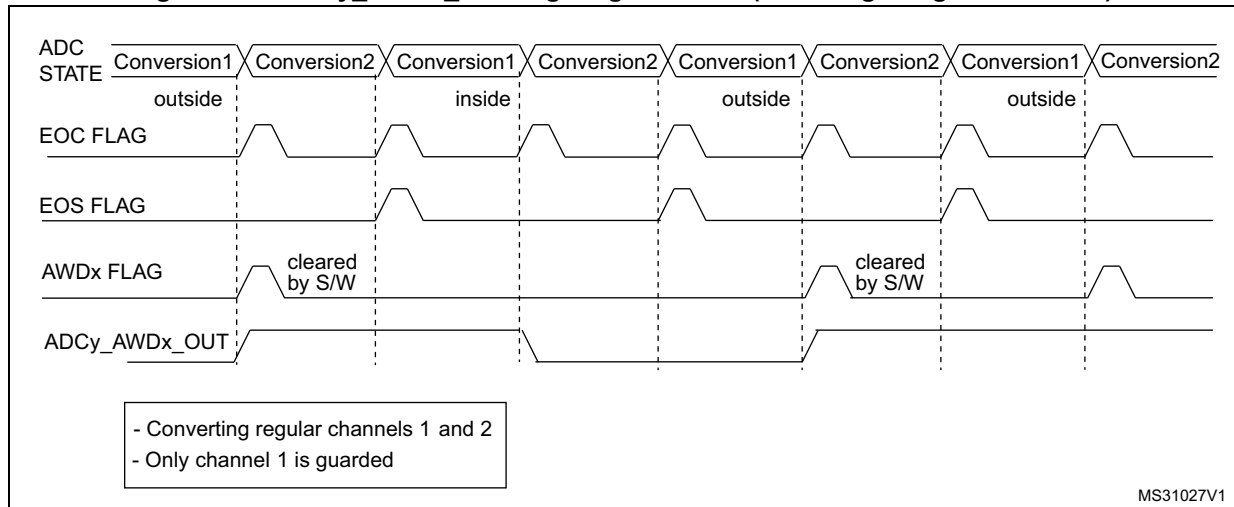 ADC
STATE
Conversion1 Conversion2 Conversion1 Conversion2 Conversion1 Conversion2 Conversion1 Conversion2
outside inside outside outside
EOC FLAG
EOS FLAG
AWDx FLAG
cleared
by S/W
cleared
by S/W
ADCy_AWDx_OUT
- Converting regular channels 1 and 2
- Only channel 1 is guarded
MS31027V1